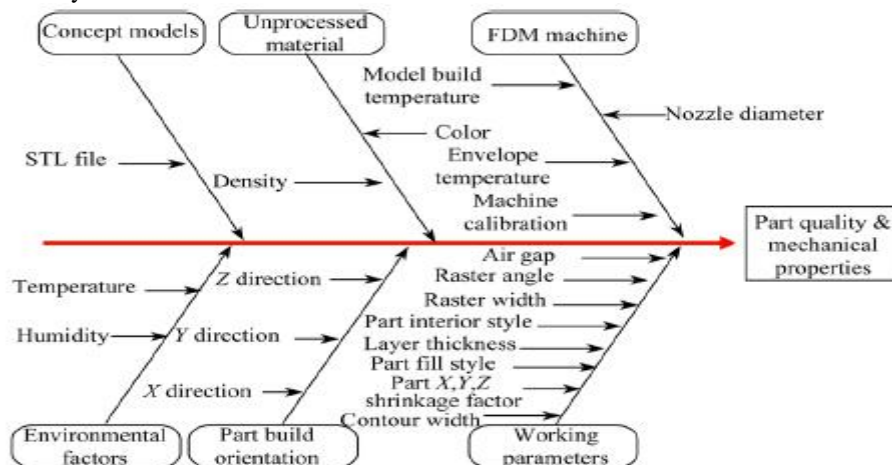 Concept models
Unprocessed
material
FDM machine
Model build
temperature
Nozzle diameter
Color
STL file
Envelope
temperature
Density
Machine
calibration
Part quality &
mechanical
properties
Air gap
Z direction
Raster angle
Temperature
Raster width
Part interior style
Humidity
Y direction
Layer thickness
Part fill style
X direction
Part X,Y,Z
shrinkage factor
Contour width
Environmental
factors
Part build
orientation
Working
parameters